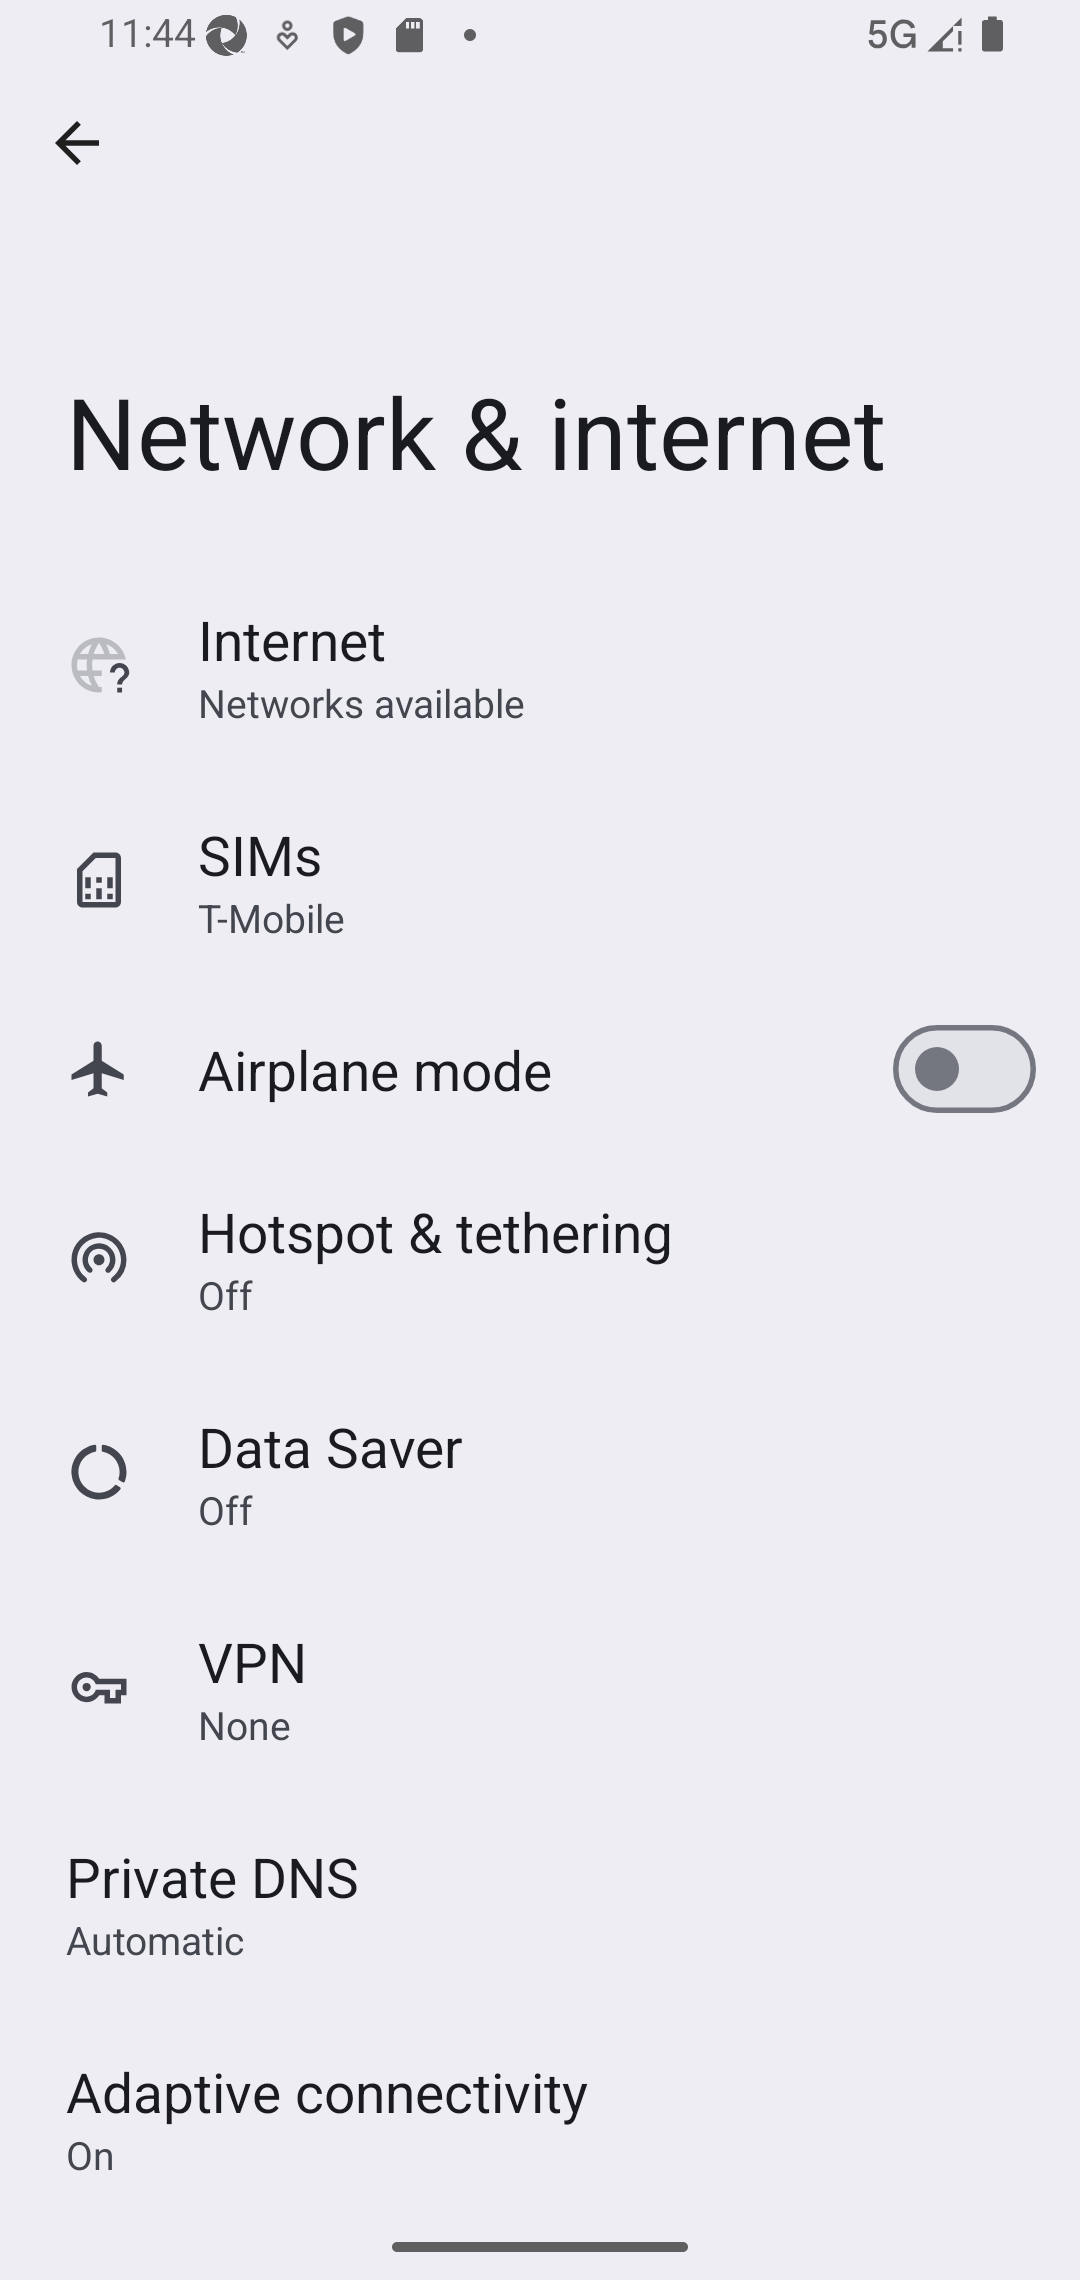 11:44
5G
Network & internet
Internet
Networks available
SIMs
T-Mobile
Airplane mode
Hotspot & tethering
Off
Data Saver
Off
VPN
None
Private DNS
Automatic
Adaptive connectivity
On